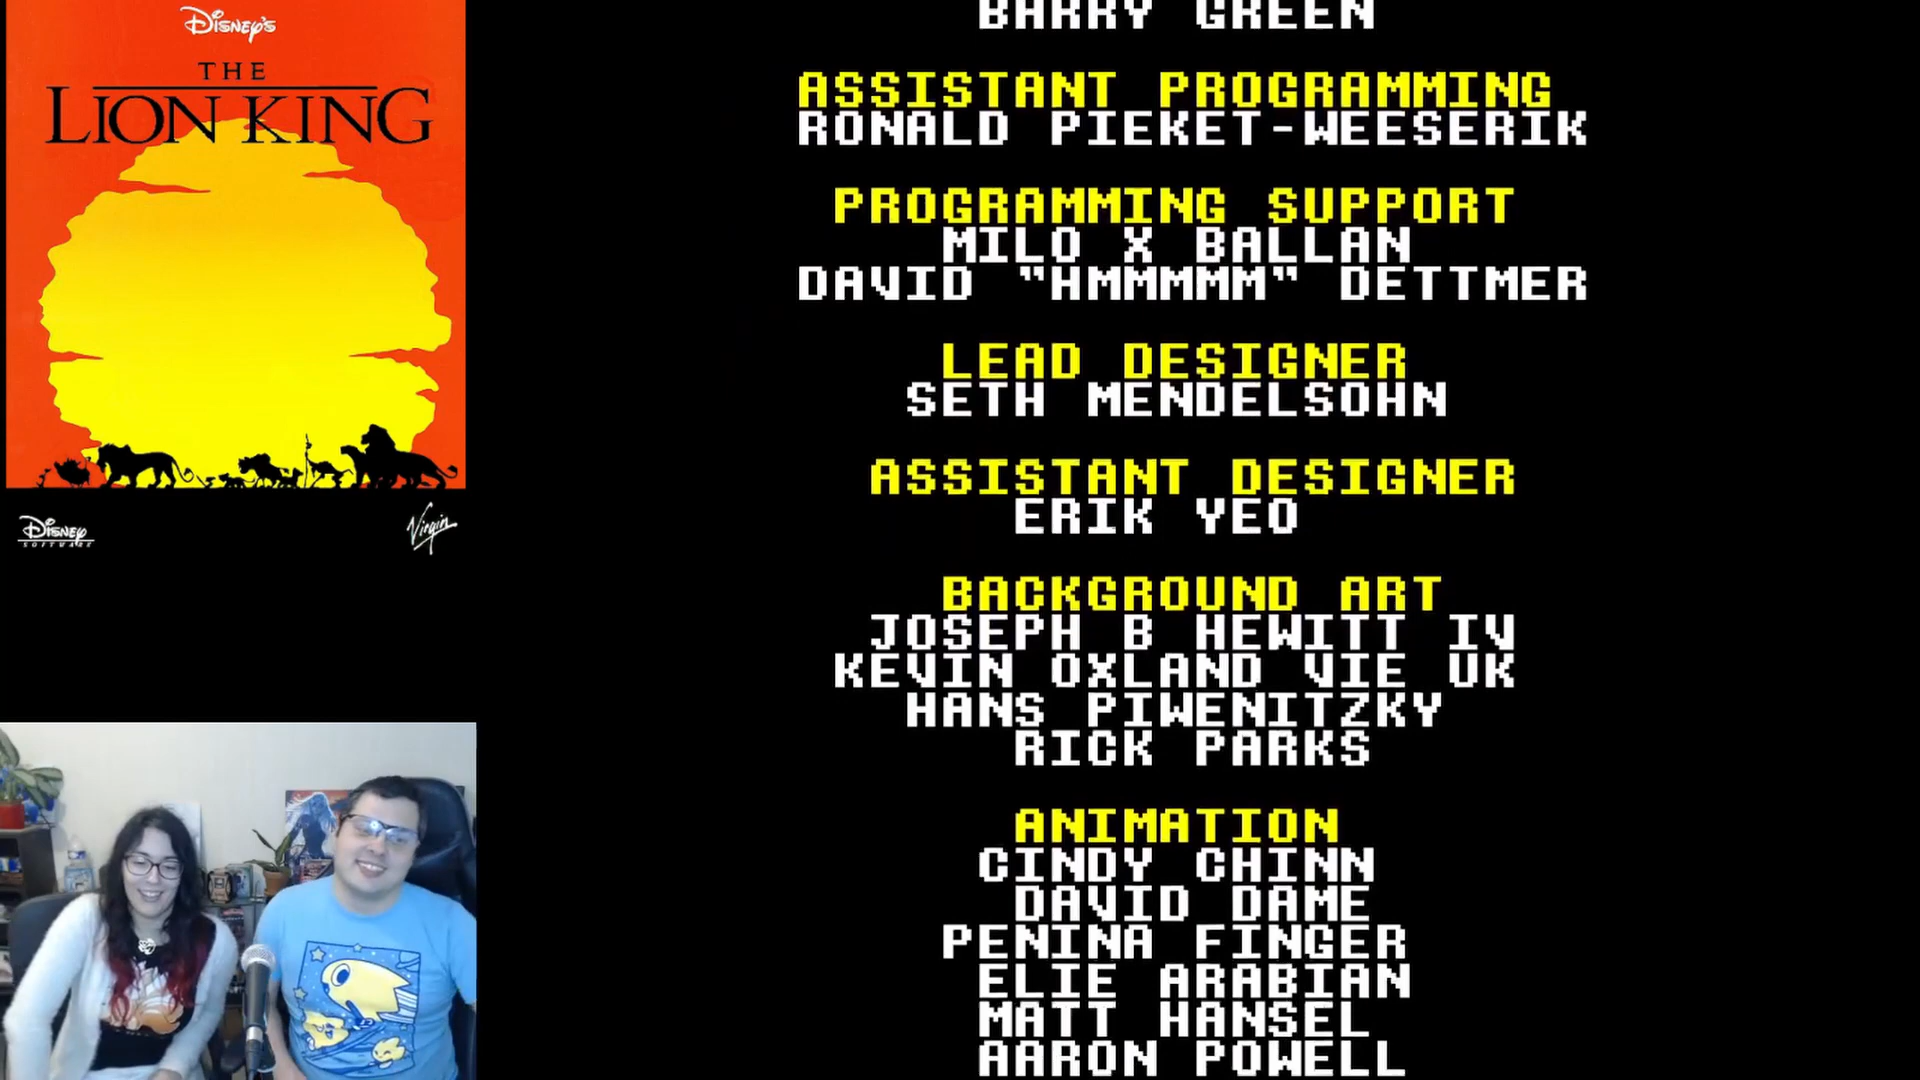 Disney's
THE
LION KING
Disney
SOFTWARE
Virgin
BARRY GREEN
ASSISTANT PROGRAMMING
RONALD PIEKET-WEESERIK
PROGRAMMING SUPPORT
MILO X BALLAN
DAVID "HMMMMM" DETTMER
LEAD DESIGNER
SETH MENDELSOHN
ASSISTANT DESIGNER
ERIK YEO
BACKGROUND ART
JOSEPH B HEWITT IV
KEVIN OXLAND VIE UK
HANS PIWENITZKY
RICK PARKS
ANIMATION
CINDY CHINN
DAVID DAME
PENINA FINGER
ELIE ARABIAN
MATT HANSEL
AARON POWELL